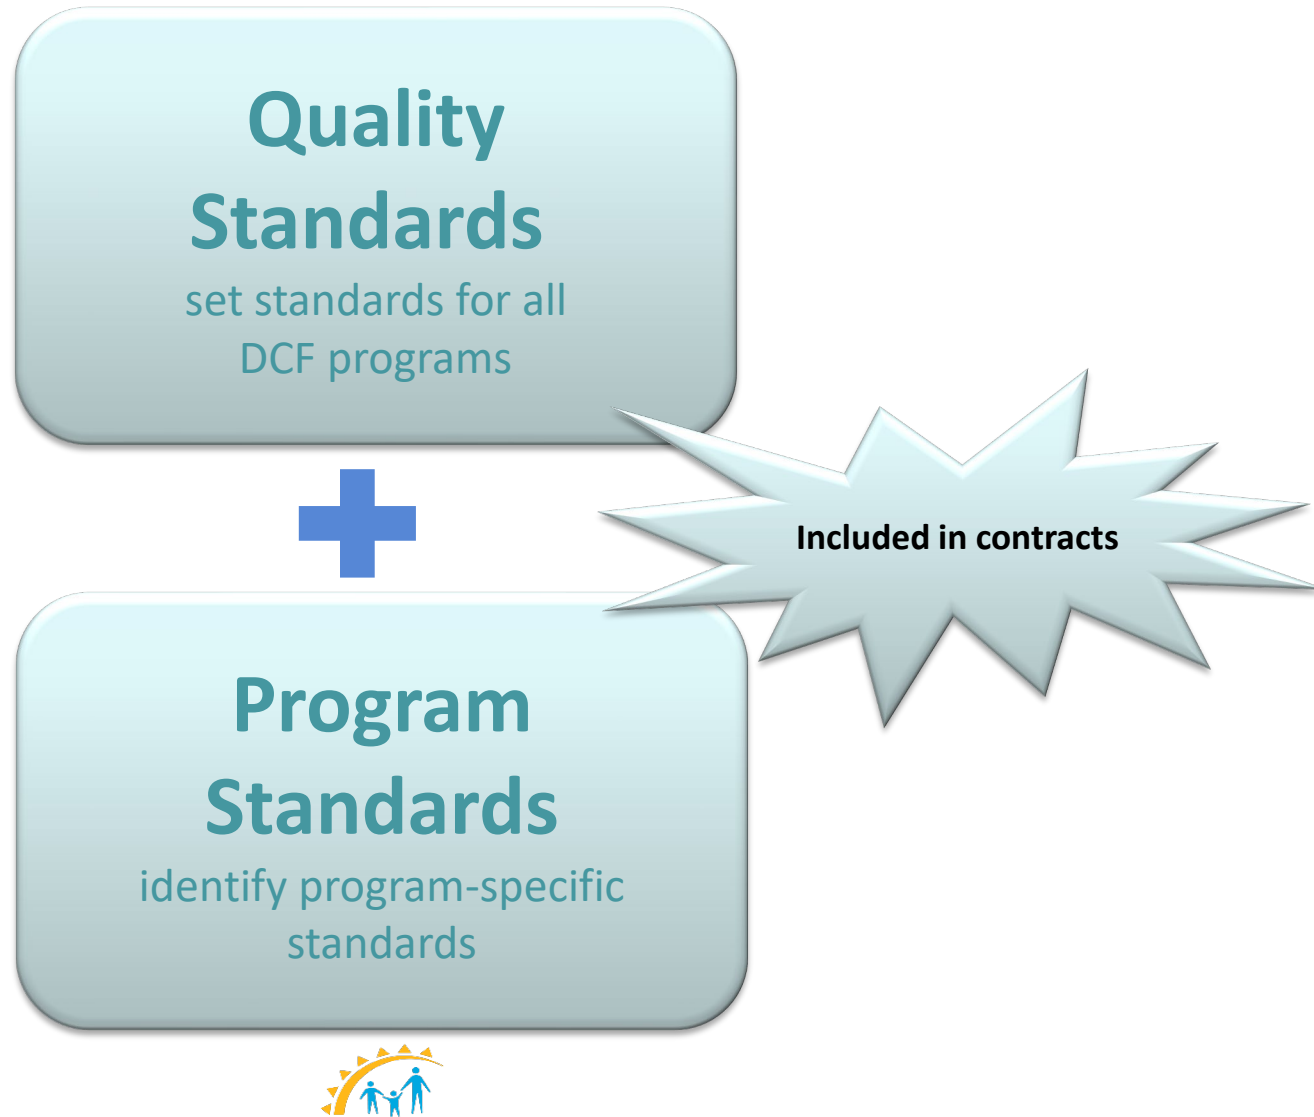 Quality
Standards
set standards for all
DCF programs
Included in contracts
Program
Standards
identify program-specific
standards